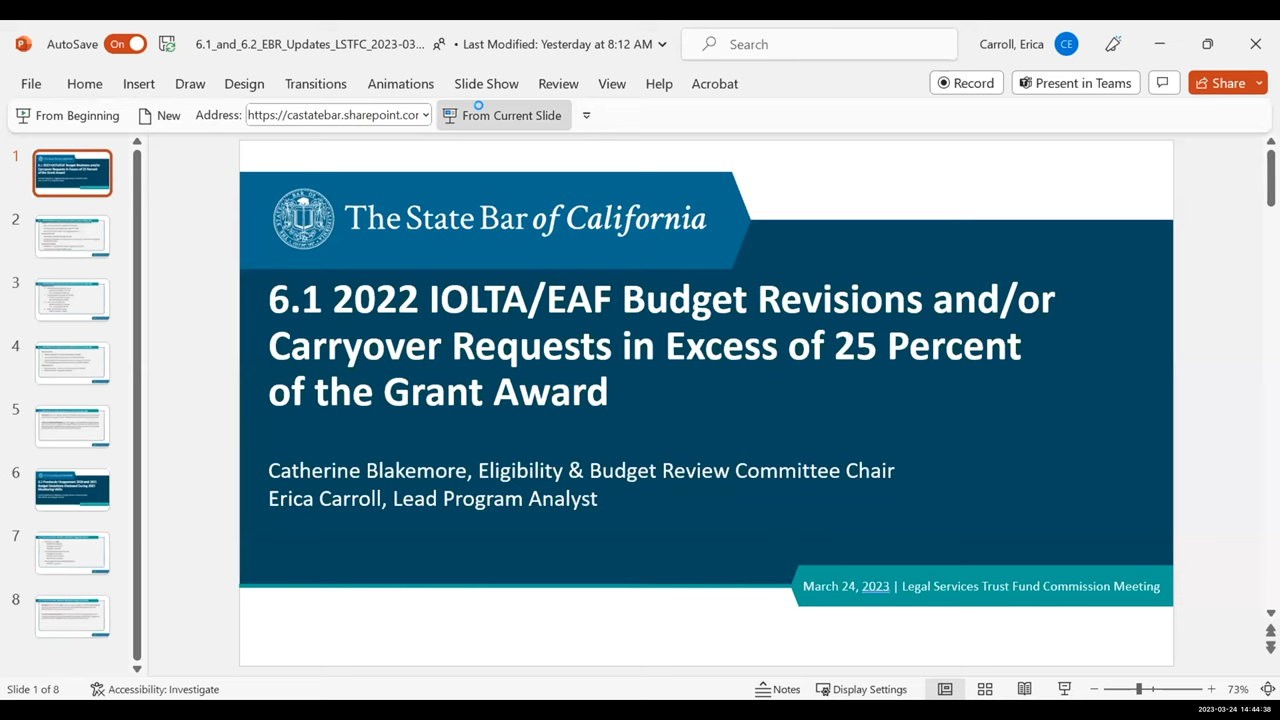 AutoSave On 6.1_and_6.2_EBR_Updates_LSTFC_2023-03... • Last Modified: Yesterday at 8:12 AM Search Carroll, Erica CE
File Home Insert Draw Design Transitions Animations Slide Show Review View Help Acrobat Record Present in Teams Share
From Beginning New Address: https://castatebar.sharepoint.cor From Current Slide
1
2
3
4
5
6
7
8
The State Bar of California
6.1 2022 IOLTA/EAF Budget Revisions and/or
Carryover Requests in Excess of 25 Percent
of the Grant Award
Catherine Blakemore, Eligibility & Budget Review Committee Chair
Erica Carroll, Lead Program Analyst
March 24, 2023 | Legal Services Trust Fund Commission Meeting
Slide 1 of 8 Accessibility: Investigate Notes Display Settings 73%
2023-03-24 14:44:38